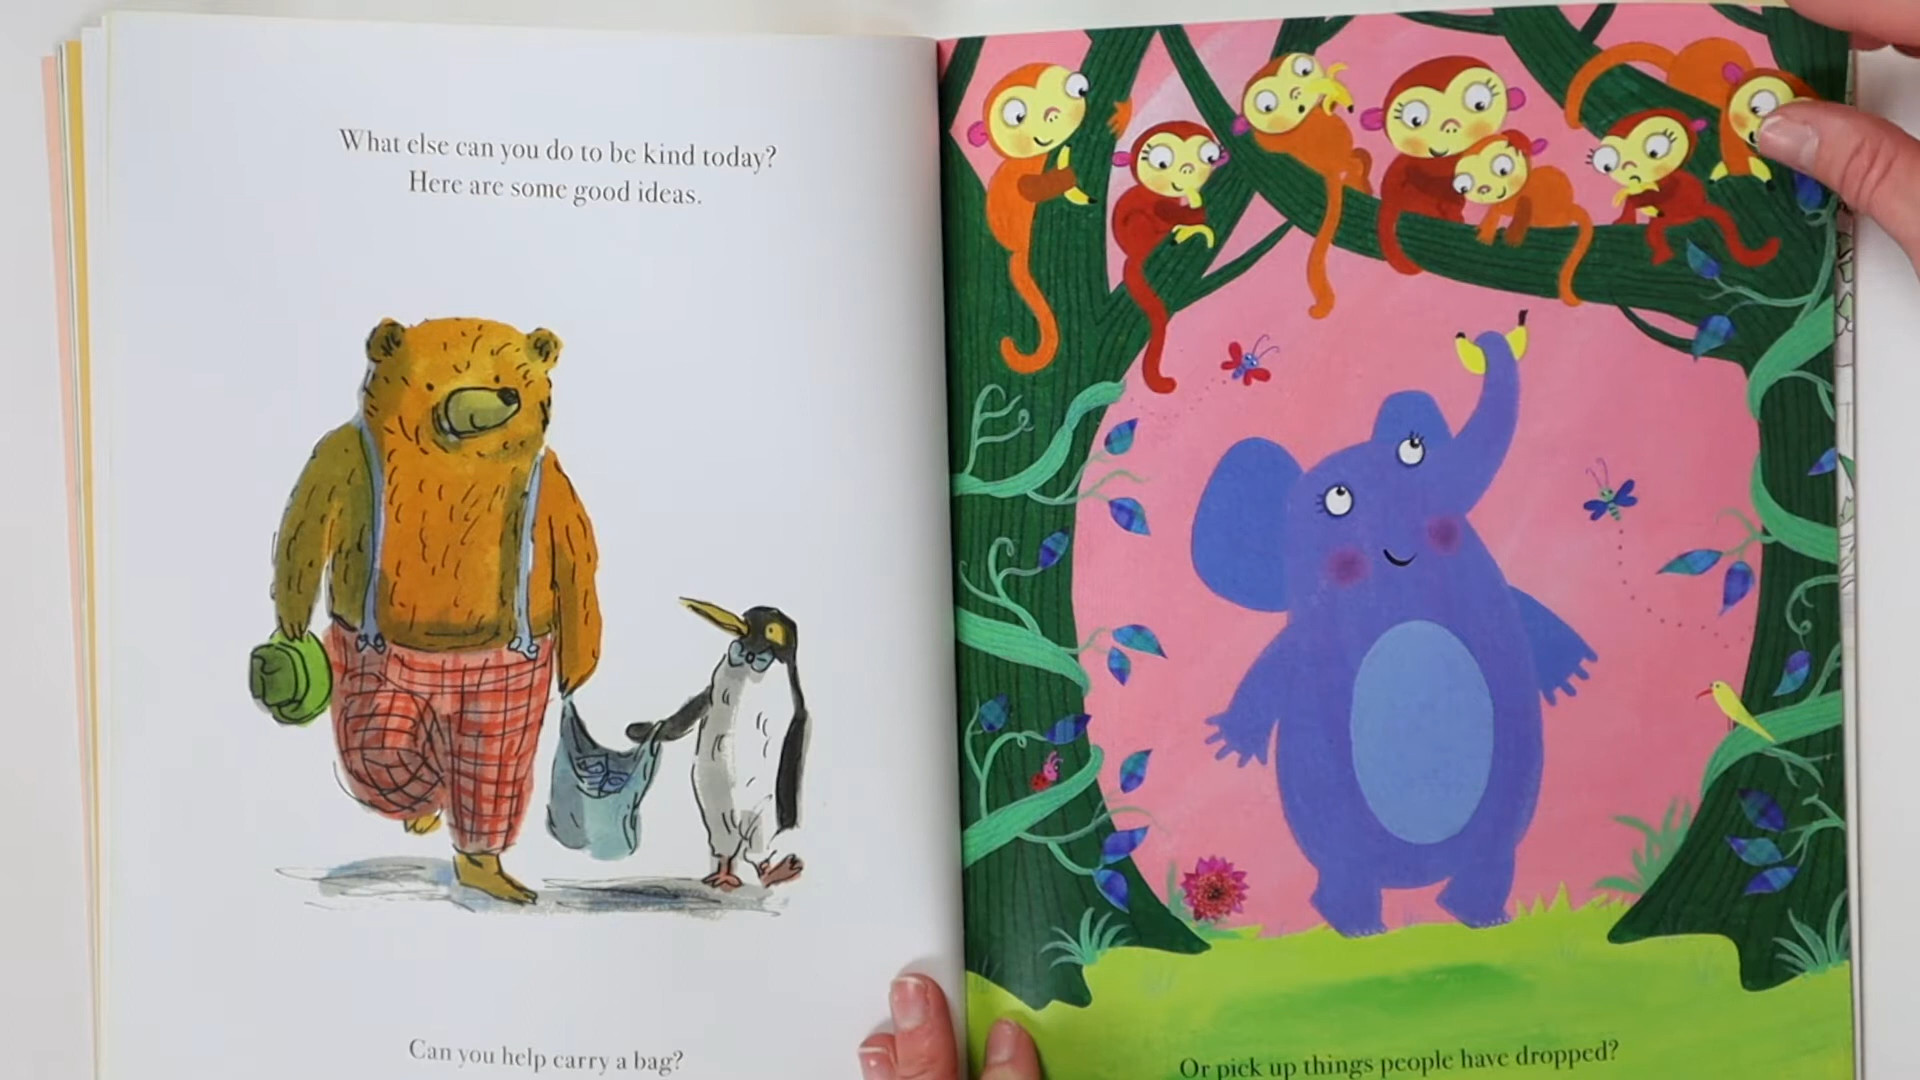 What else can you do to be kind today?
Here are some good ideas.
Can you help carry a bag?
Or pick up things people have dropped?